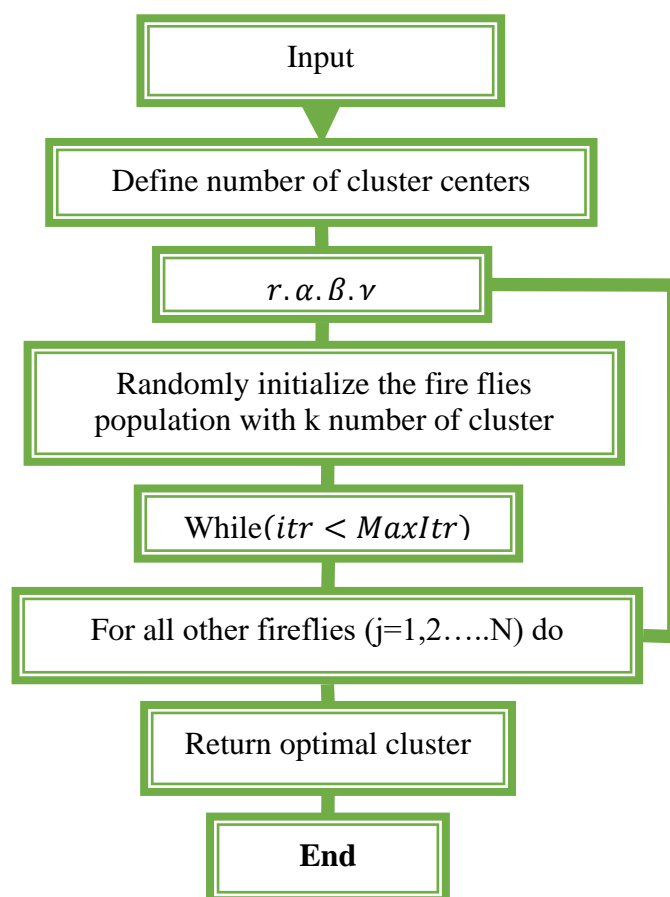 Input
Define number of cluster centers
r.α.ß.v
Randomly initialize the fire flies
population with k number of cluster
While(itr < MaxItr)
For all other fireflies (j=1,2…..N) do
Return optimal cluster
End